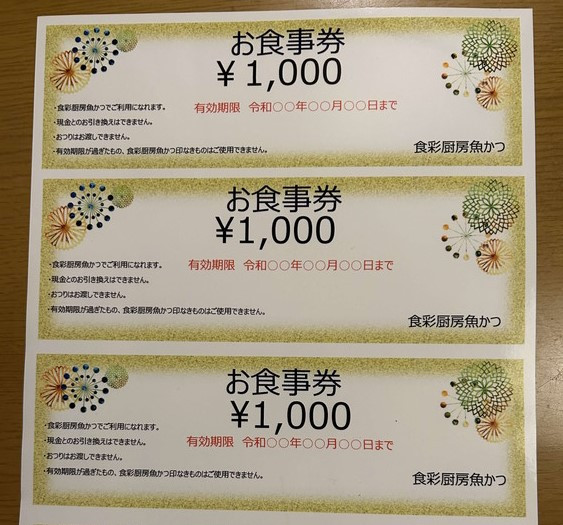 お食事券
￥1,000
・食彩厨房魚かつでご利用になれます。
有効期限 令和○○年○○月○○日まで
・現金とのお引き換えはできません。
・おつりはお渡しできません。
・有効期限が過ぎたもの、食彩厨房魚かつ印なきものはご使用できません。
食彩厨房魚かつ
お食事券
￥1,000
・食彩厨房魚かつでご利用になれます。
有効期限 令和○○年○○月○○日まで
・現金とのお引き換えはできません。
・おつりはお渡しできません。
・有効期限が過ぎたもの、食彩厨房魚かつ印なきものはご使用できません。
食彩厨房魚かつ
お食事券
￥1,000
・食彩厨房魚かつでご利用になれます。
・現金とのお引き換えはできません。
有効期限 令和○○年○○月○○日まで
・おつりはお渡しできません。
・有効期限が過ぎたもの、食彩厨房魚かつ印なきものはご使用できません。
食彩厨房魚かつ